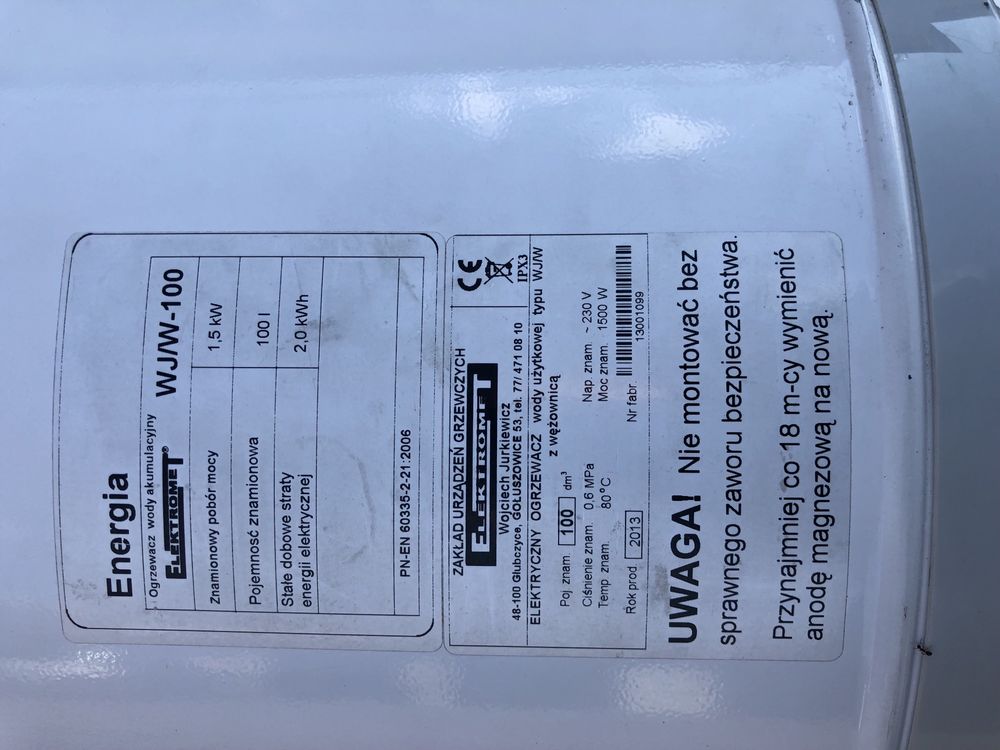 Energia
Ogrzewacz wody akumulacyjny
ELEKTROMET® WJ/W-100
Znamionowy pobór mocy 1,5 kW
Pojemność znamionowa 100 l
Stałe dobowe straty
energii elektrycznej 2,0 kWh
PN-EN 60335-2-21:2006
ZAKŁAD URZĄDZEŃ GRZEWCZYCH
ELEKTROMET
CE
IPX3
Wojciech Jurkiewicz
48-100 Głubczyce, GOŁUSZOWICE 53, tel. 77/ 471 08 10
ELEKTRYCZNY OGRZEWACZ wody użytkowej typu WJ/W
z wężownicą
Poj znam. 100 dm³
Ciśnienie znam. 0,6 MPa Nap. znam. ~ 230 V
Temp znam. 80°C Moc znam. 1500 W
Rok prod. 2013 Nr fabr.
13001099
UWAGA! Nie montować bez
sprawnego zaworu bezpieczeństwa.
Przynajmniej co 18 m-cy wymienić
anodę magnezową na nową.